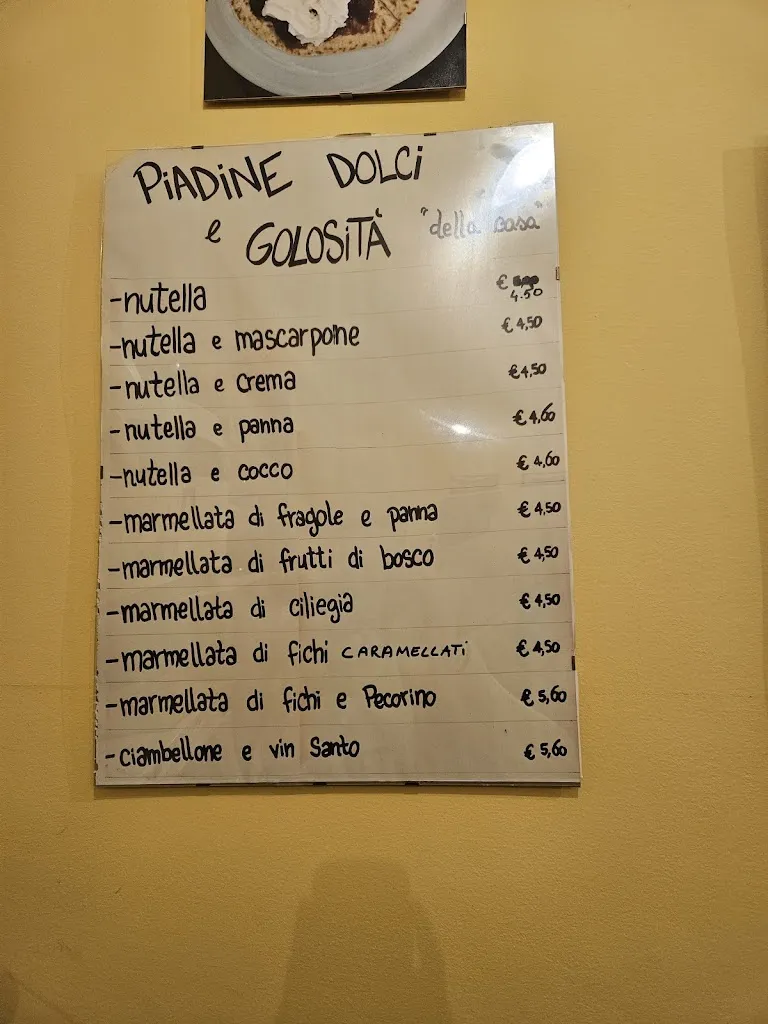 PiADiNE DOLCi
e GOLOSiTÀ "della casa"
-nutella € 4.50
-nutella e mascarpone € 4,50
-nutella e crema € 4,50
-nutella e panna € 4,60
-nutella e cocco € 4,60
-marmellata di fragole e panna € 4,50
-marmellata di frutti di bosco € 4,50
-marmellata di ciliegia € 4,50
-marmellata di fichi CARAMELLATi € 4,50
-marmellata di fichi e Pecorino € 5,60
-ciambellone e vin Santo € 5,60